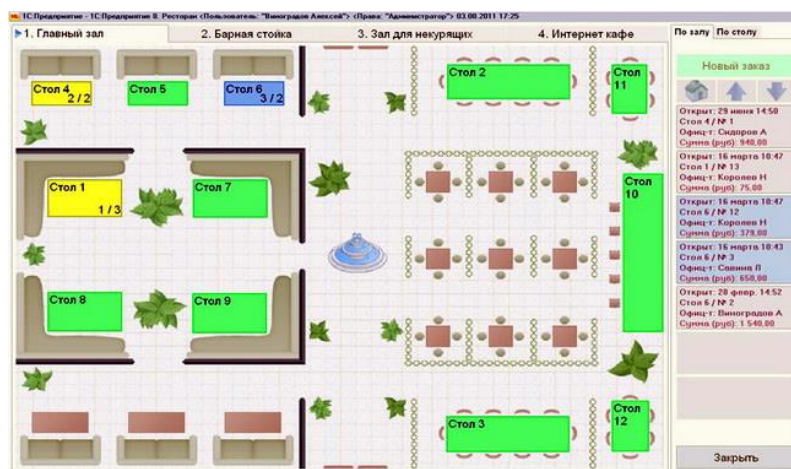 1С:Предприятие - 1С:Предприятие 8. Ресторан <Пользователь: "Виноградов Алексей"> <Права: "Администратор"> 03.08.2011 17:25
1. Главный зал
2. Барная стойка
3. Зал для некурящих
4. Интернет кафе
По залу
По столу
Стол 4
2 / 2
Стол 5
Стол 6
3 / 2
Стол 2
Стол
11
Стол 1
1 / 3
Стол 7
Стол
10
Стол 8
Стол 9
Стол 3
Стол
12
Новый заказ
Открыт: 29 июня 14:50
Стол 4 / № 1
Офиц-т: Сидоров А
Сумма (руб): 940,00
Открыт: 16 марта 10:47
Стол 1 / № 13
Офиц-т: Королев Н
Сумма (руб): 75,00
Открыт: 16 марта 10:47
Стол 6 / № 12
Офиц-т: Королев Н
Сумма (руб): 379,00
Открыт: 16 марта 10:43
Стол 6 / № 3
Офиц-т: Савина Л
Сумма (руб): 650,00
Открыт: 20 февр. 14:52
Стол 6 / № 2
Офиц-т: Виноградов А
Сумма (руб): 1 540,00
Закрыть